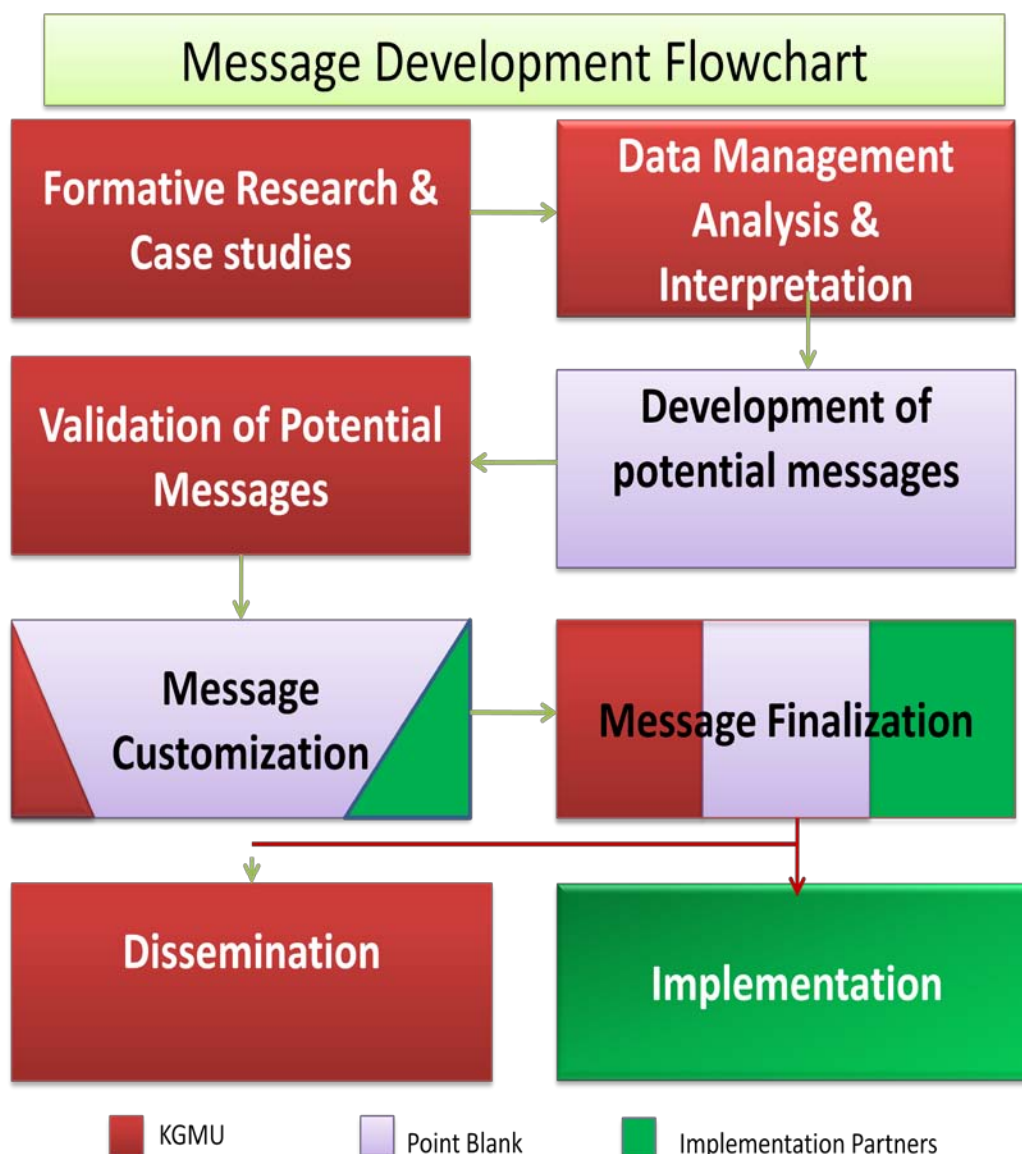 Message Development Flowchart
Formative Research &
Case studies
Data Management
Analysis &
Interpretation
Validation of Potential
Messages
Development of
potential messages
Message
Customization
Message Finalization
Dissemination
Implementation
KGMU
Point Blank
Implementation Partners